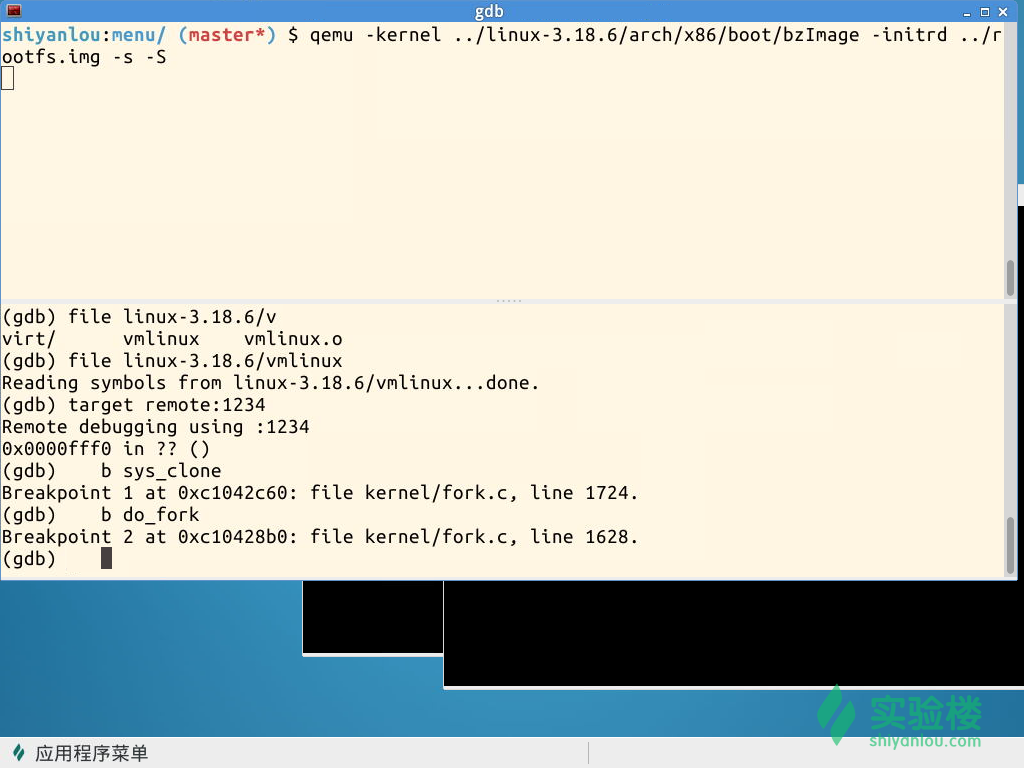 gdb
shiyanlou:menu/ (master*) $ qemu -kernel ../linux-3.18.6/arch/x86/boot/bzImage -initrd ../r
ootfs.img -s -S
(gdb) file linux-3.18.6/v
virt/      vmlinux    vmlinux.o
(gdb) file linux-3.18.6/vmlinux
Reading symbols from linux-3.18.6/vmlinux...done.
(gdb) target remote:1234
Remote debugging using :1234
0x0000fff0 in ?? ()
(gdb)    b sys_clone
Breakpoint 1 at 0xc1042c60: file kernel/fork.c, line 1724.
(gdb)    b do_fork
Breakpoint 2 at 0xc10428b0: file kernel/fork.c, line 1628.
(gdb)
实验楼
shiyanlou.com
应用程序菜单